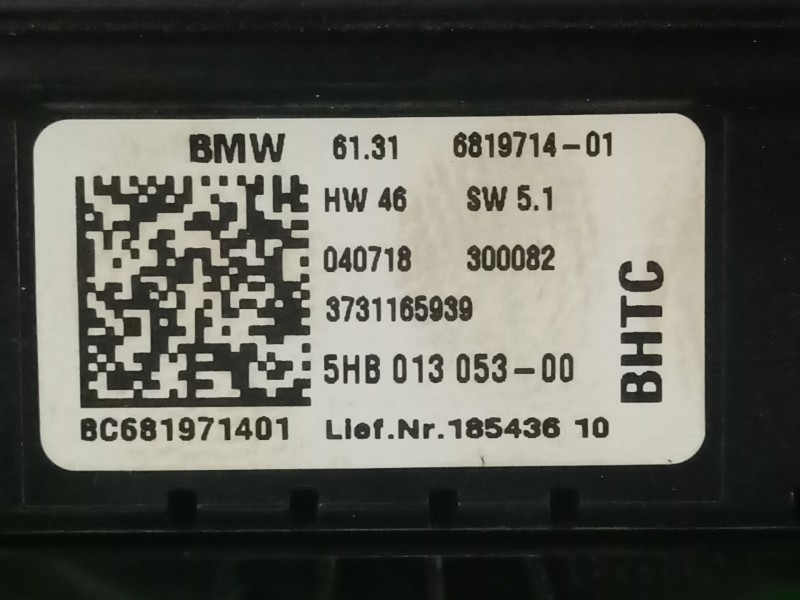 BMW 61.31 6819714-01
HW 46 SW 5.1
040718 300082
3731165939
5HB 013 053-00
BC681971401 Lief.Nr.185436 10
BHTC